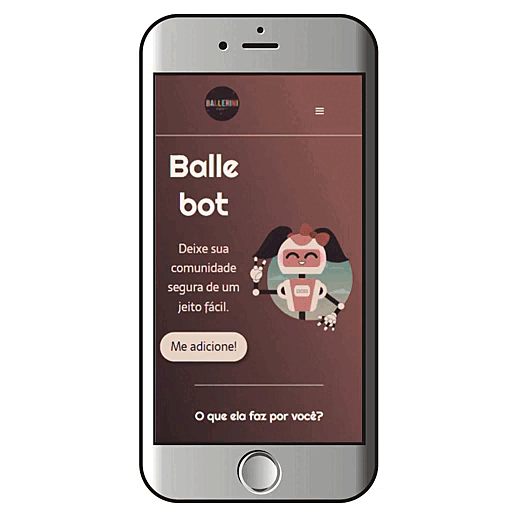 BALLERINI
Balle
bot
Deixe sua
comunidade
segura de um
jeito fácil.
Me adicione!
O que ela faz por você?